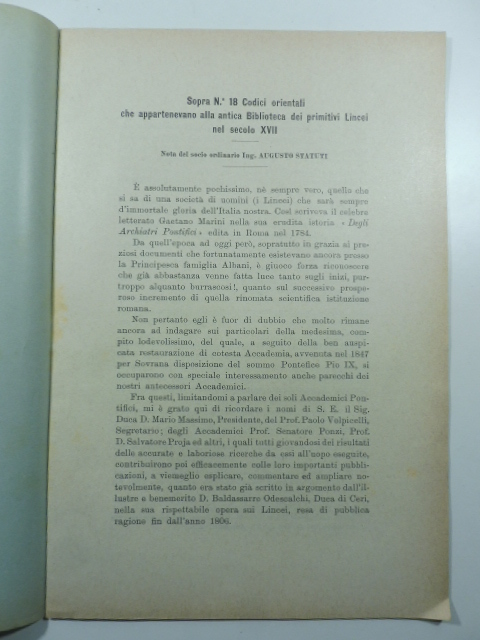 Sopra N.° 18 Codici orientali
che appartenevano alla antica Biblioteca dei primitivi Lincei
nel secolo XVII
Nota del socio ordinario Ing. AUGUSTO STATUTI
È assolutamente pochissimo, nè sempre vero, quello che
si sa di una società di uomini (i Lincei) che sarà sempre
d'immortale gloria dell'Italia nostra. Così scriveva il celebre
letterato Gaetano Marini nella sua erudita istoria « Degli
Archiatri Pontifici » edita in Roma nel 1784.
Da quell'epoca ad oggi però, sopratutto in grazia ai pre-
ziosi documenti che fortunatamente esistevano ancora presso
la Principesca famiglia Albani, è giuoco forza riconoscere
che già abbastanza venne fatta luce tanto sugli inizi, pur-
troppo alquanto burrascosi!, quanto sul successivo prospe-
roso incremento di quella rinomata scientifica istituzione
romana.
Non pertanto egli è fuor di dubbio che molto rimane
ancora ad indagare sui particolari della medesima, com-
pito lodevolissimo, del quale, a seguito della ben auspi-
cata restaurazione di cotesta Accademia, avvenuta nel 1847
per Sovrana disposizione del sommo Pontefice Pio IX, si
occuparono con speciale interessamento anche parecchi dei
nostri antecessori Accademici.
Fra questi, limitandomi a parlare dei soli Accademici Pon-
tifici, mi è grato qui di ricordare i nomi di S. E. il Sig.
Duca D. Mario Massimo, Presidente, del Prof. Paolo Volpicelli,
Segretario; degli Accademici Prof. Senatore Ponzi, Prof.
D. Salvatore Proja ed altri, i quali tutti giovandosi dei risultati
delle accurate e laboriose ricerche da essi all'uopo eseguite,
contribuirono poi efficacemente sulle loro importanti pubbli-
cazioni, a viemeglio esplicare, commentare ed ampliare no-
tevolmente, quanto era stato già scritto in argomento dall'il-
lustre e benemerito D. Baldassarre Odescalchi, Duca di Ceri,
nella sua rispettabile opera sui Lincei, resa di pubblica
ragione fin dall'anno 1806.